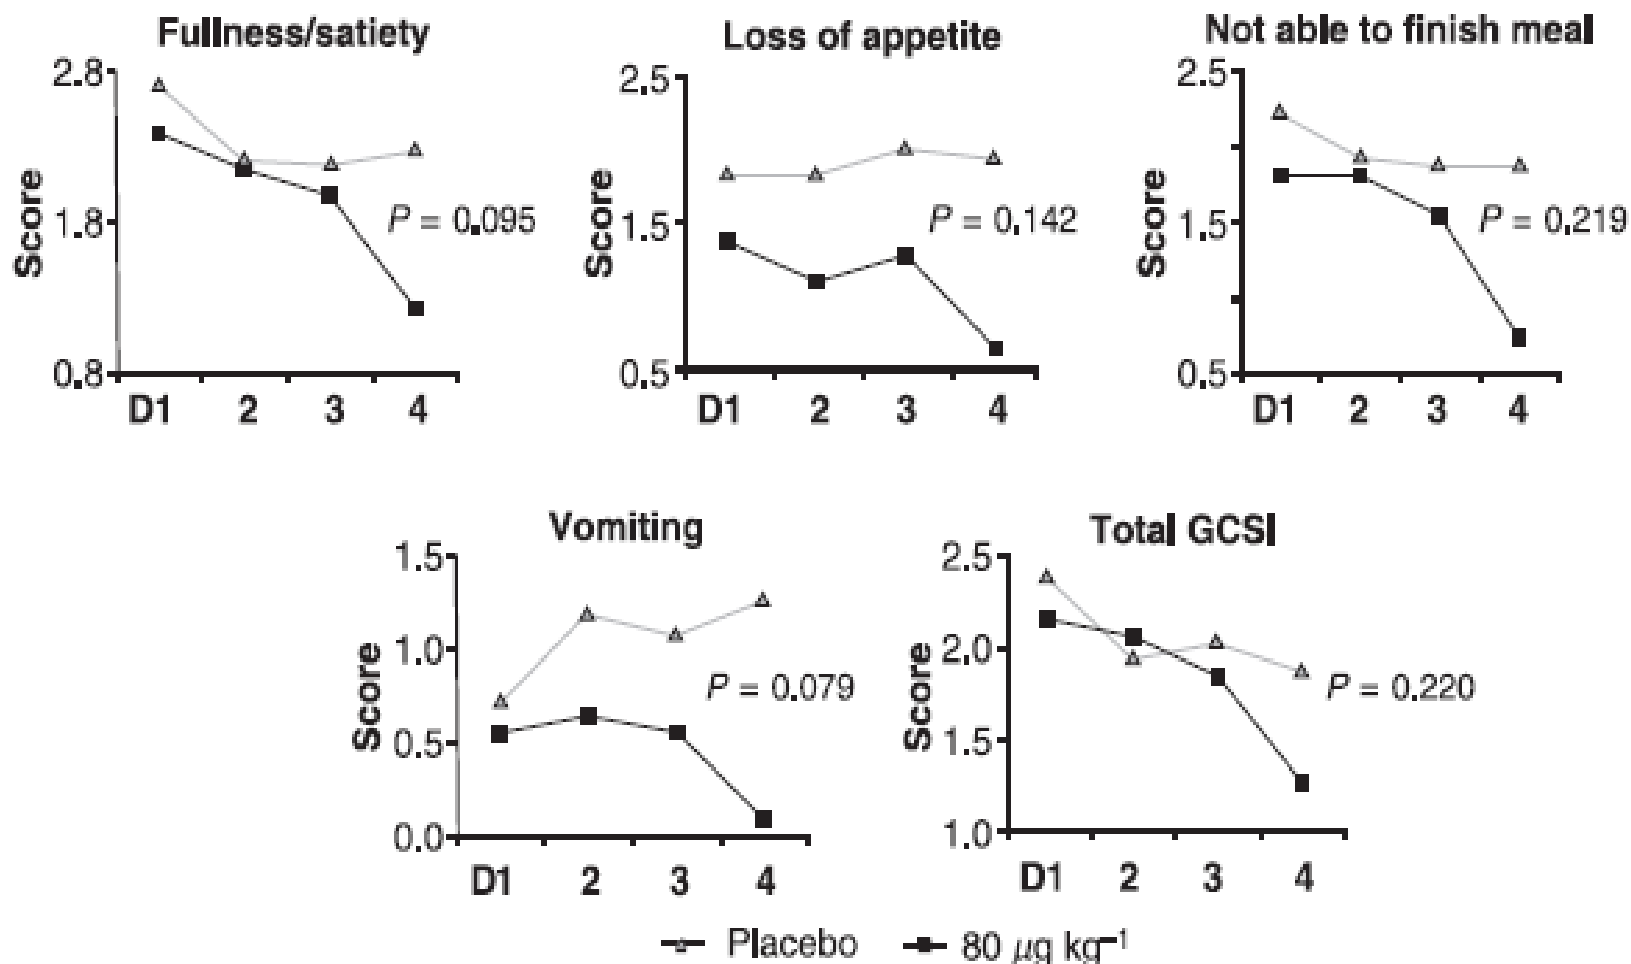 Fullness/satiety
2.8
1.8
0.8
Score
P = 0.095
D1 2 3 4
Loss of appetite
2.5
1.5
0.5
Score
P = 0.142
D1 2 3 4
Not able to finish meal
2.5
1.5
0.5
Score
P = 0.219
D1 2 3 4
Vomiting
1.5
1.0
0.5
0.0
Score
P = 0.079
D1 2 3 4
Total GCSI
2.5
2.0
1.5
1.0
Score
P = 0.220
D1 2 3 4
Placebo 80 µg kg⁻¹